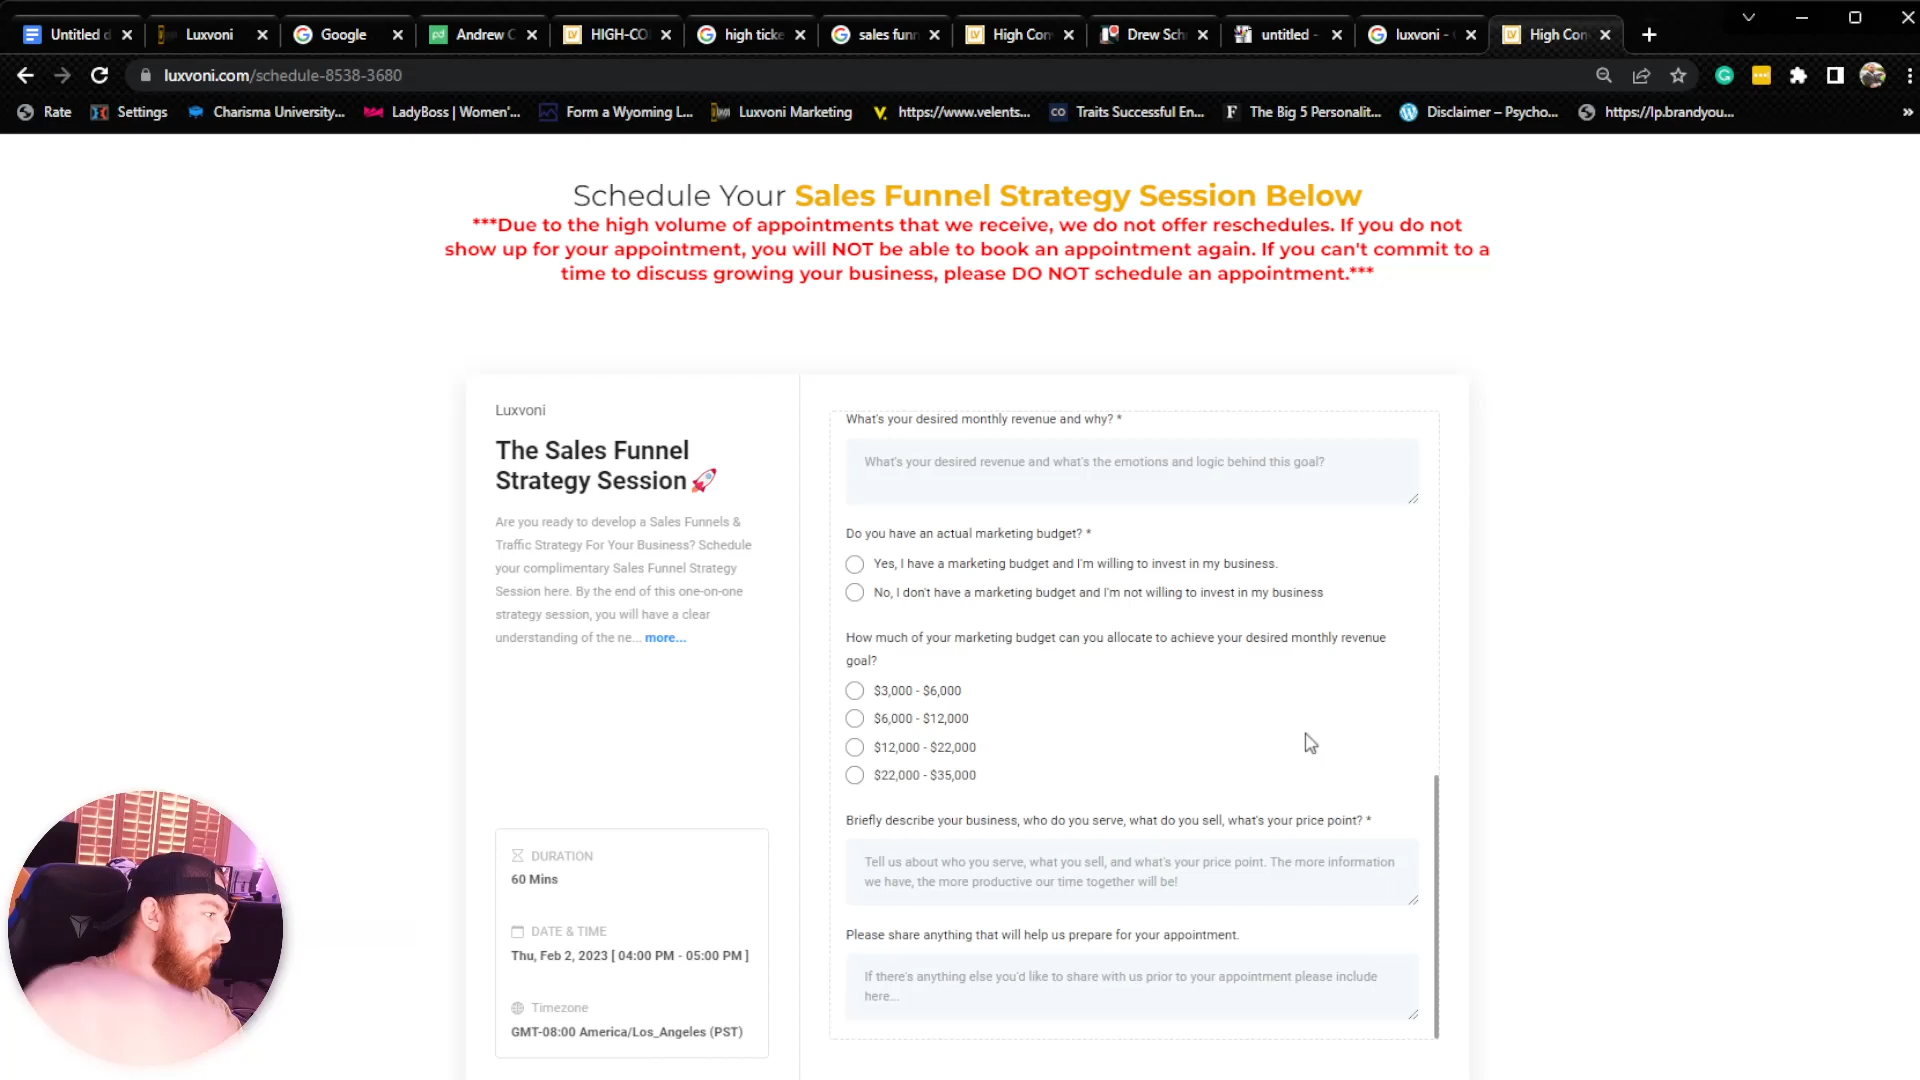 Untitled d
Luxvoni
Google
Andrew C
HIGH-CO
high ticke
sales funn
High Con
Drew Sch
untitled -
luxvoni -
High Con
luxvoni.com/schedule-8538-3680
Rate
Settings
Charisma University...
LadyBoss | Women'...
Form a Wyoming L...
Luxvoni Marketing
https://www.velents...
Traits Successful En...
The Big 5 Personalit...
Disclaimer – Psycho...
https://lp.brandyou...
Schedule Your Sales Funnel Strategy Session Below
***Due to the high volume of appointments that we receive, we do not offer reschedules. If you do not
show up for your appointment, you will NOT be able to book an appointment again. If you can't commit to a
time to discuss growing your business, please DO NOT schedule an appointment.***
Luxvoni
The Sales Funnel
Strategy Session
Are you ready to develop a Sales Funnels &
Traffic Strategy For Your Business? Schedule
your complimentary Sales Funnel Strategy
Session here. By the end of this one-on-one
strategy session, you will have a clear
understanding of the ne... more...
DURATION
60 Mins
DATE & TIME
Thu, Feb 2, 2023 [ 04:00 PM - 05:00 PM ]
Timezone
GMT-08:00 America/Los_Angeles (PST)
What's your desired monthly revenue and why? *
What's your desired revenue and what's the emotions and logic behind this goal?
Do you have an actual marketing budget? *
Yes, I have a marketing budget and I'm willing to invest in my business.
No, I don't have a marketing budget and I'm not willing to invest in my business
How much of your marketing budget can you allocate to achieve your desired monthly revenue
goal?
$3,000 - $6,000
$6,000 - $12,000
$12,000 - $22,000
$22,000 - $35,000
Briefly describe your business, who do you serve, what do you sell, what's your price point? *
Tell us about who you serve, what you sell, and what's your price point. The more information
we have, the more productive our time together will be!
Please share anything that will help us prepare for your appointment.
If there's anything else you'd like to share with us prior to your appointment please include
here...